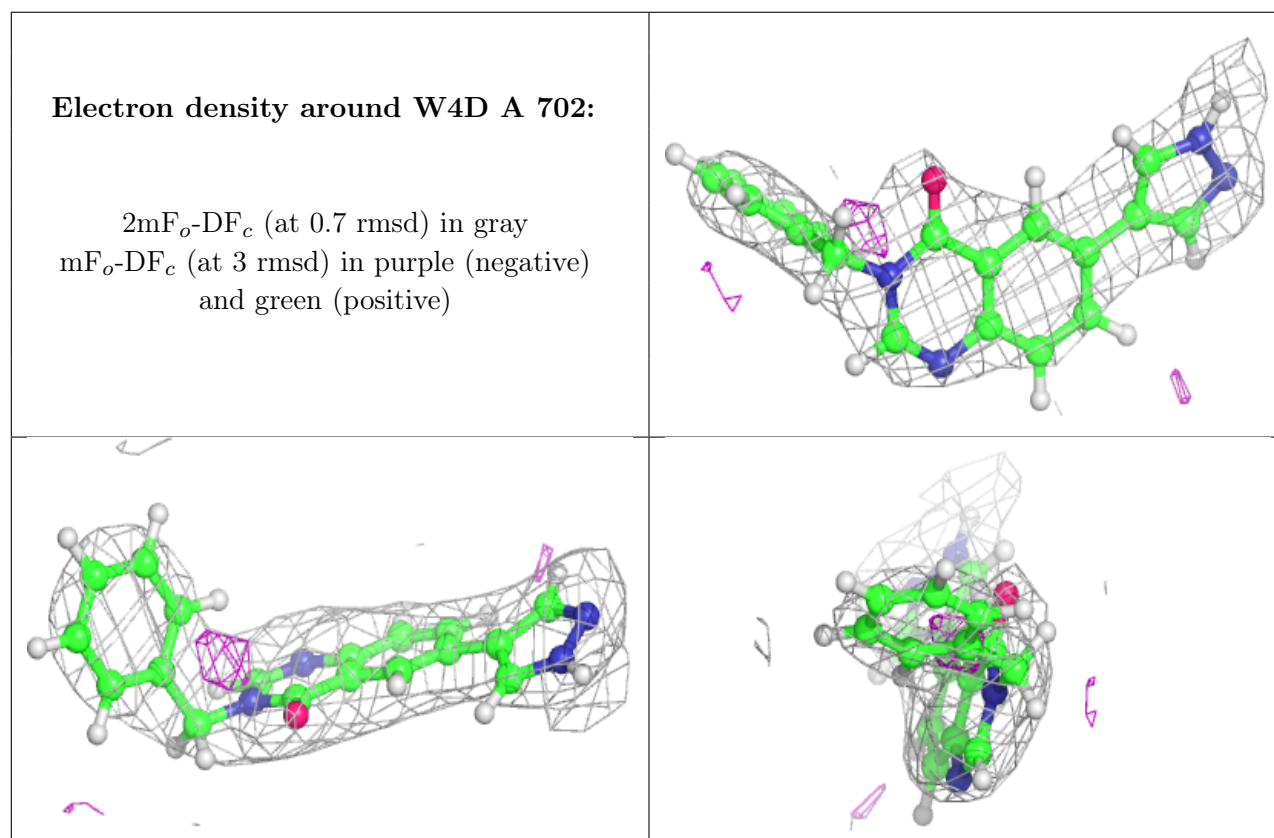 Electron density around W4D A 702:
2mFₒ-DF𝑐 (at 0.7 rmsd) in gray
mFₒ-DF𝑐 (at 3 rmsd) in purple (negative)
and green (positive)